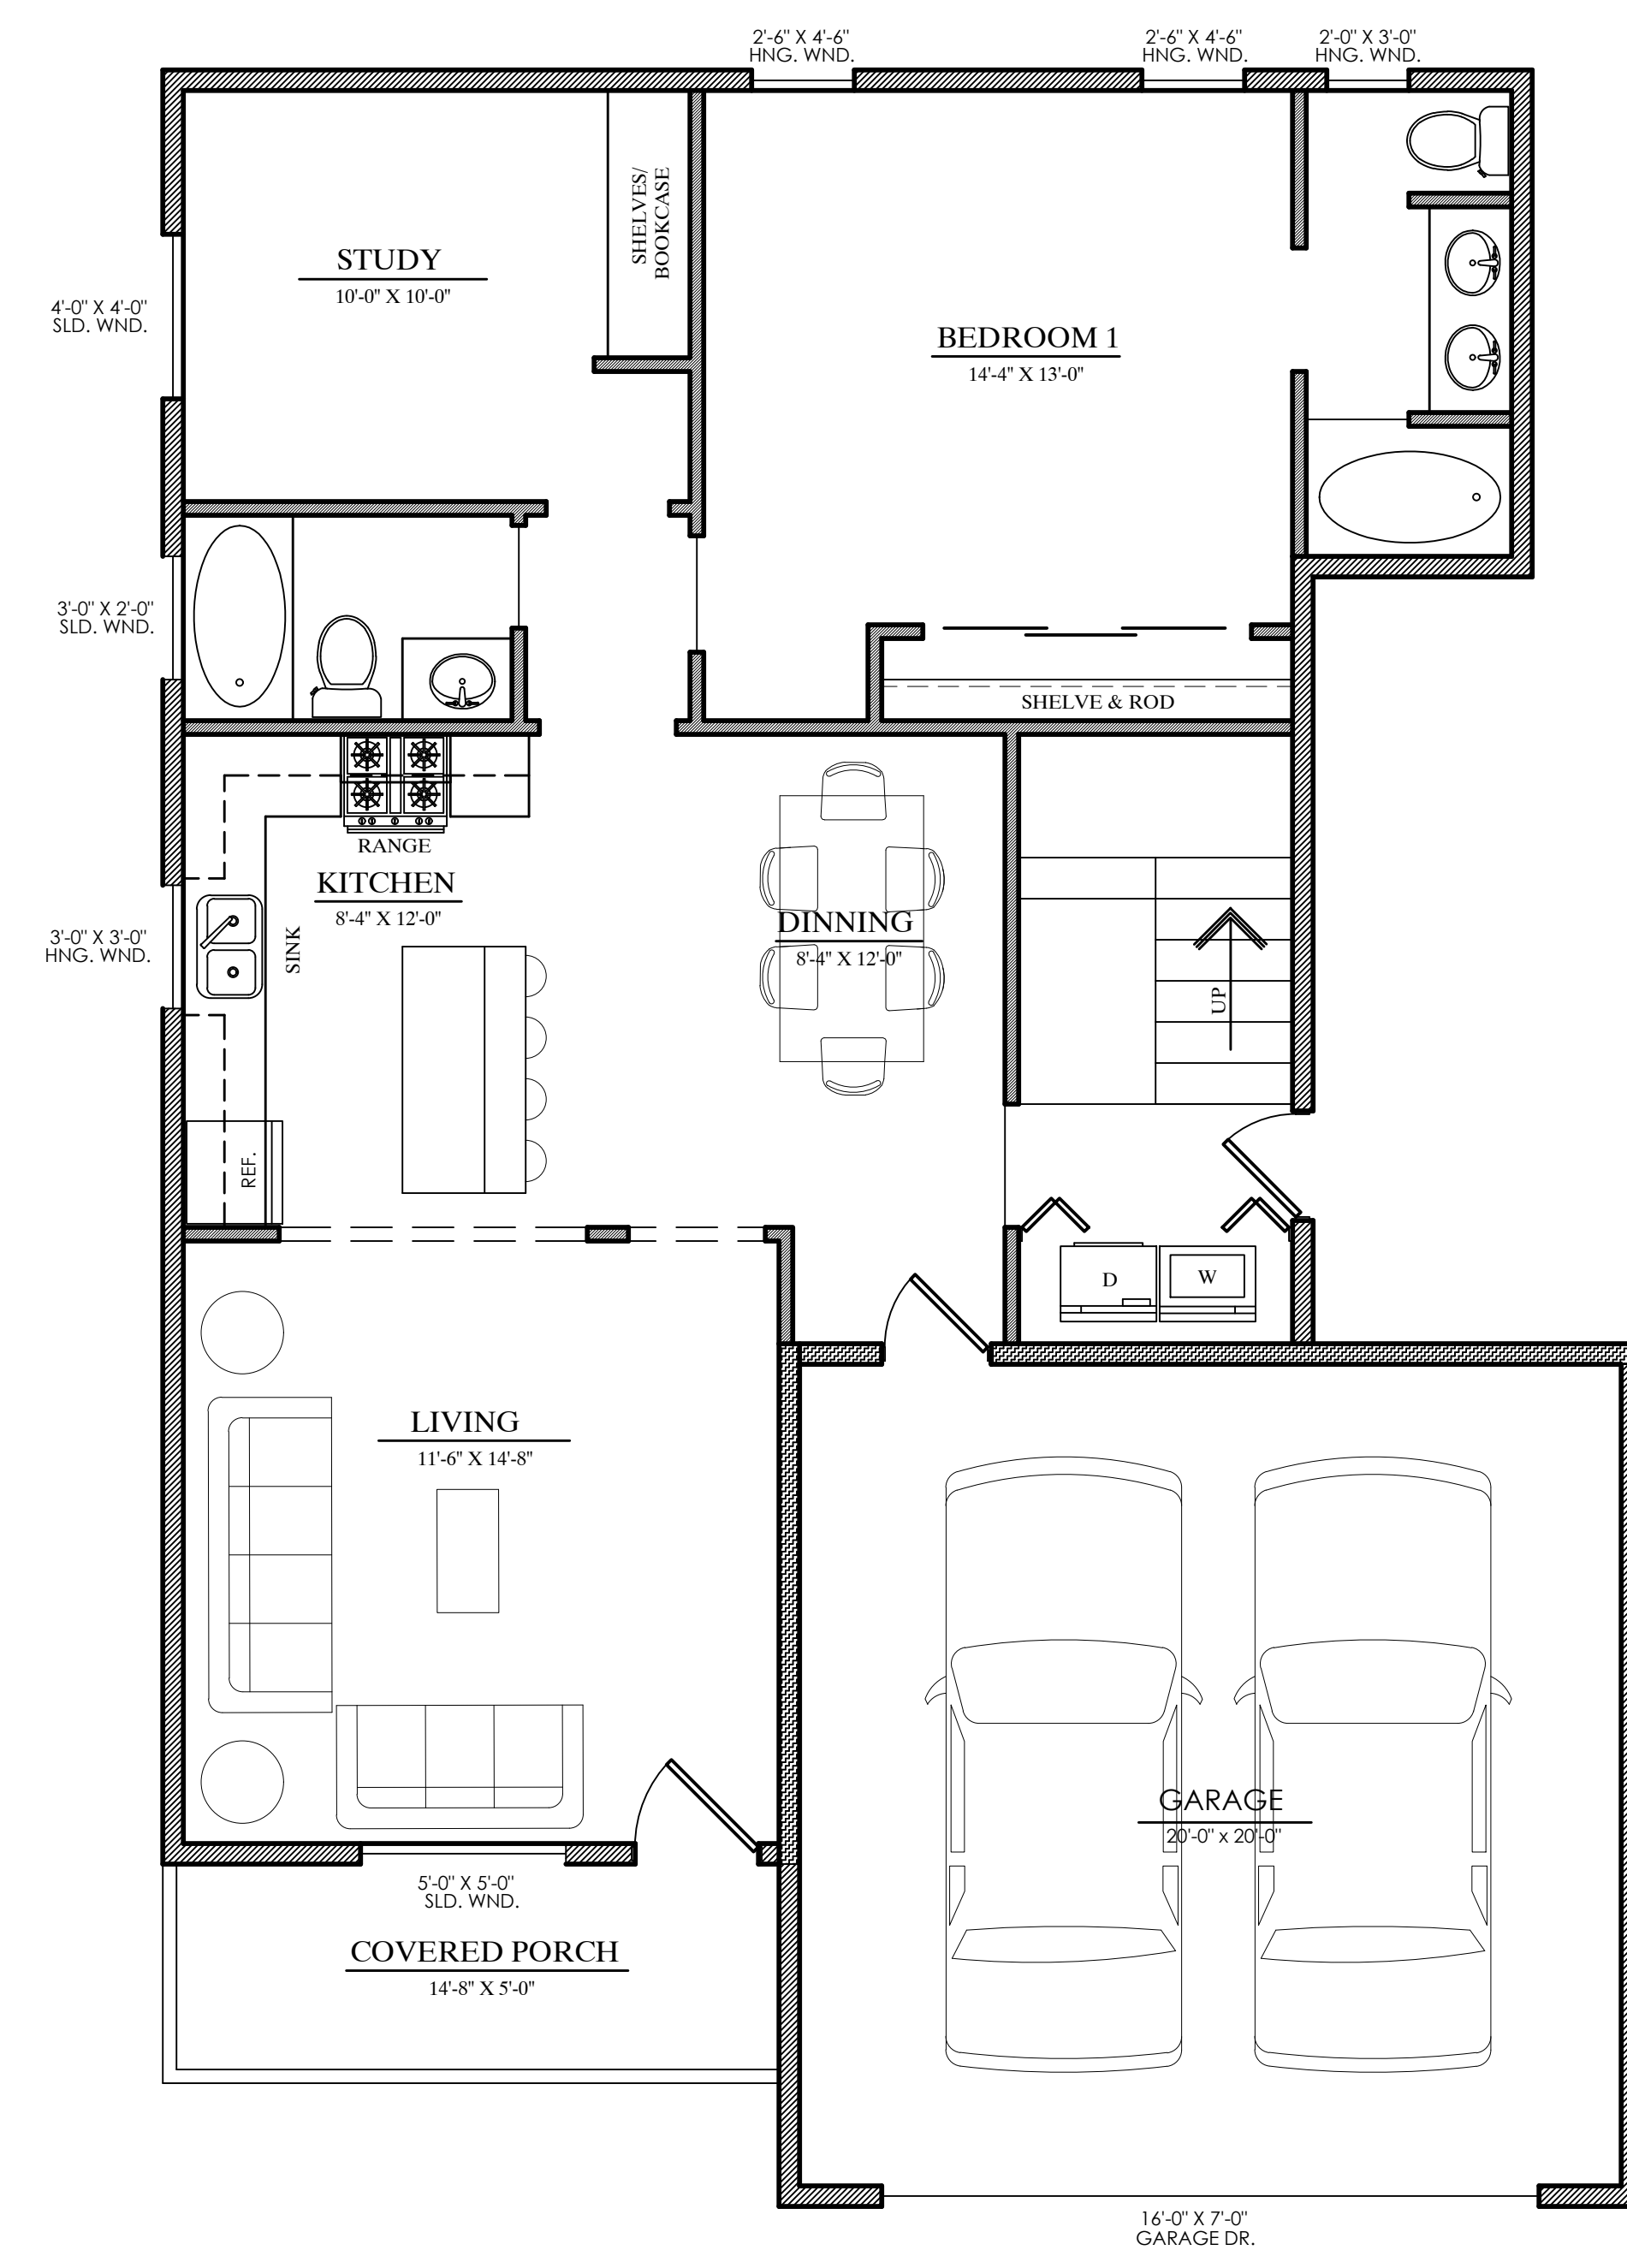 2'-6" X 4'-6"
HNG. WND.
2'-6" X 4'-6"
HNG. WND.
2'-0" X 3'-0"
HNG. WND.
SHELVES/
BOOKCASE
STUDY
10'-0" X 10'-0"
4'-0" X 4'-0"
SLD. WND.
BEDROOM 1
14'-4" X 13'-0"
3'-0" X 2'-0"
SLD. WND.
SHELVE & ROD
RANGE
KITCHEN
8'-4" X 12'-0"
DINNING
8'-4" X 12'-0"
3'-0" X 3'-0"
HNG. WND.
SINK
UP
REF.
D
W
LIVING
11'-6" X 14'-8"
GARAGE
20'-0" x 20'-0"
5'-0" X 5'-0"
SLD. WND.
COVERED PORCH
14'-8" X 5'-0"
16'-0" X 7'-0"
GARAGE DR.